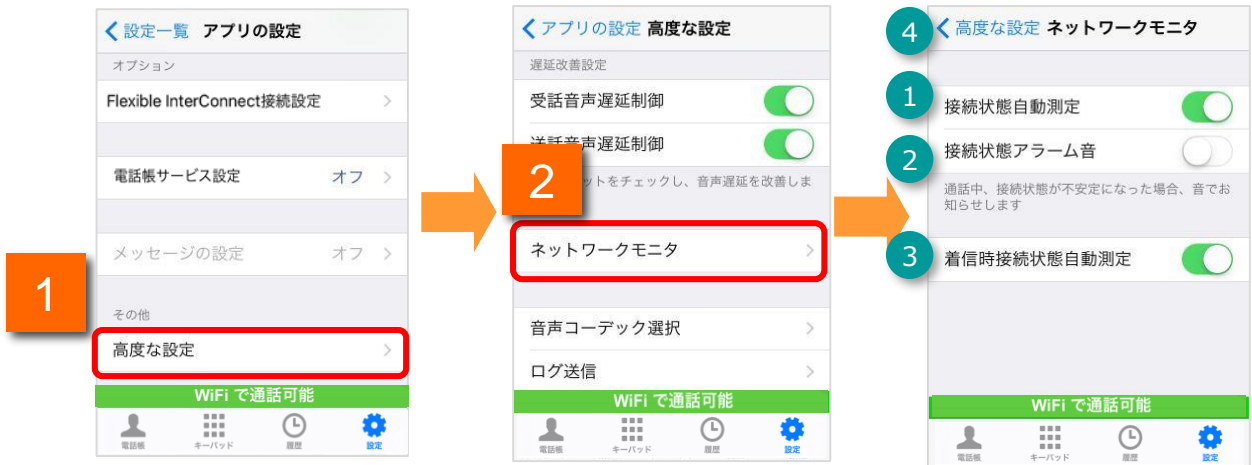 設定一覧 アプリの設定
オプション
Flexible InterConnect接続設定
電話帳サービス設定 オフ
メッセージの設定 オフ
1
その他
高度な設定
WiFi で通話可能
電話帳 キーパッド 履歴 設定
2
アプリの設定 高度な設定
遅延改善設定
受話音声遅延制御
送話音声遅延制御
ットをチェックし、音声遅延を改善しま
ネットワークモニタ
音声コーデック選択
ログ送信
WiFi で通話可能
電話帳 キーパッド 履歴 設定
4 高度な設定 ネットワークモニタ
1 接続状態自動測定
2 接続状態アラーム音
通話中、接続状態が不安定になった場合、音でお
知らせします
3 着信時接続状態自動測定
WiFi で通話可能
電話帳 キーパッド 履歴 設定